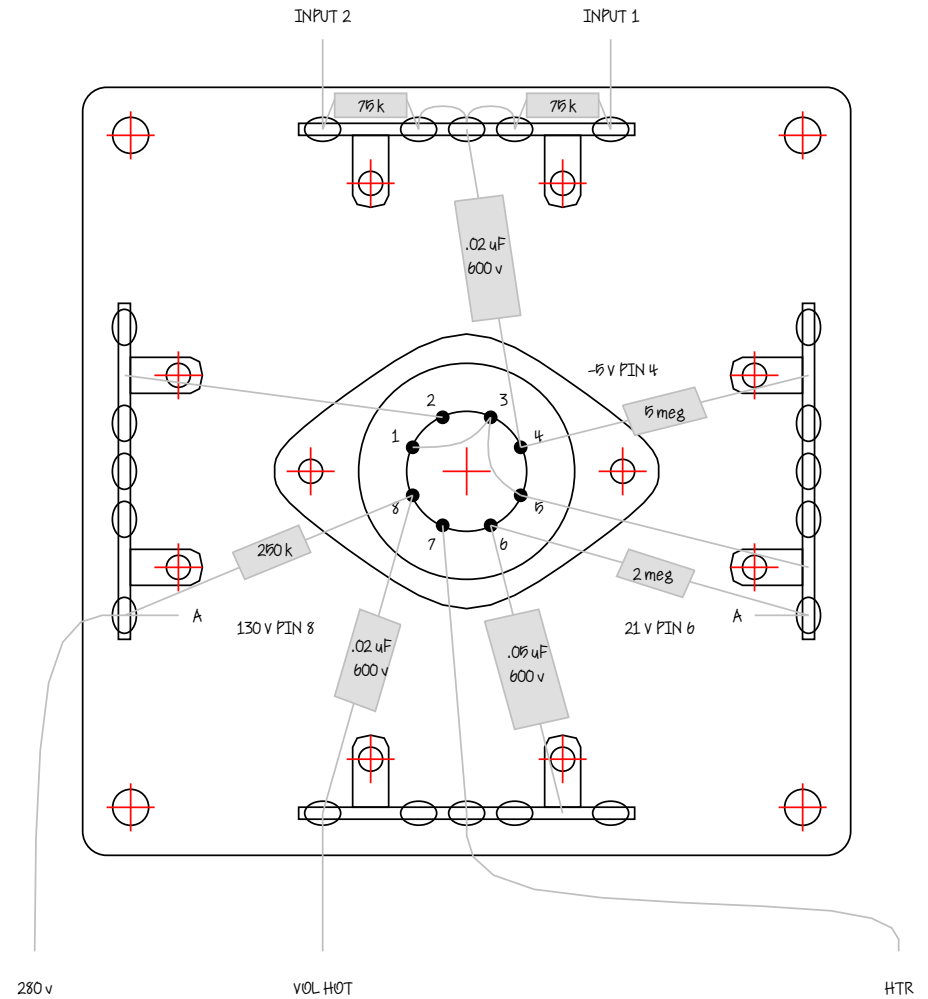 INPUT 2
INPUT 1
75 k
75 k
.02 uF
600 v
-5 V PIN 4
2
3
5 meg
1
4
8
5
7
6
250 k
2 meg
A
130 V PIN 8
21 V PIN 6
A
.02 uF
600 v
.05 uF
600 v
280 v
VOL HOT
HTR